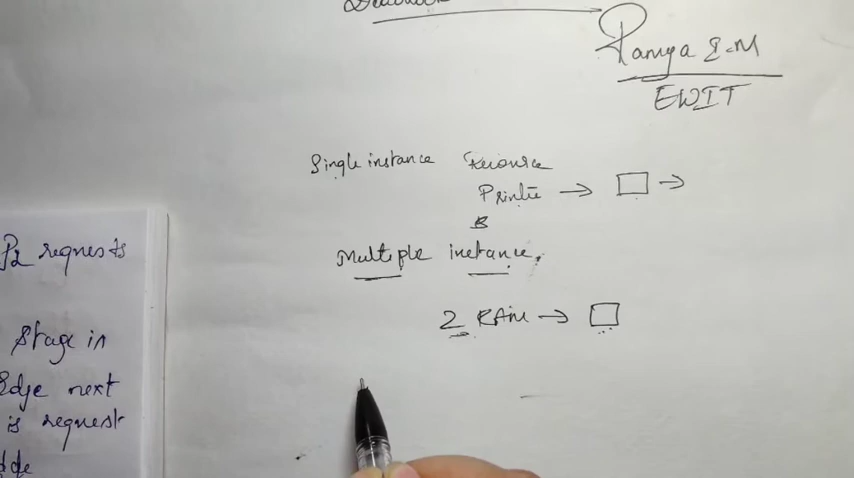 Ramya E.M
EWIT
Single instance Resource
Printer →  →
Multiple instance.
2 RAM →
P2 requests
Stage in
Edge next
is request